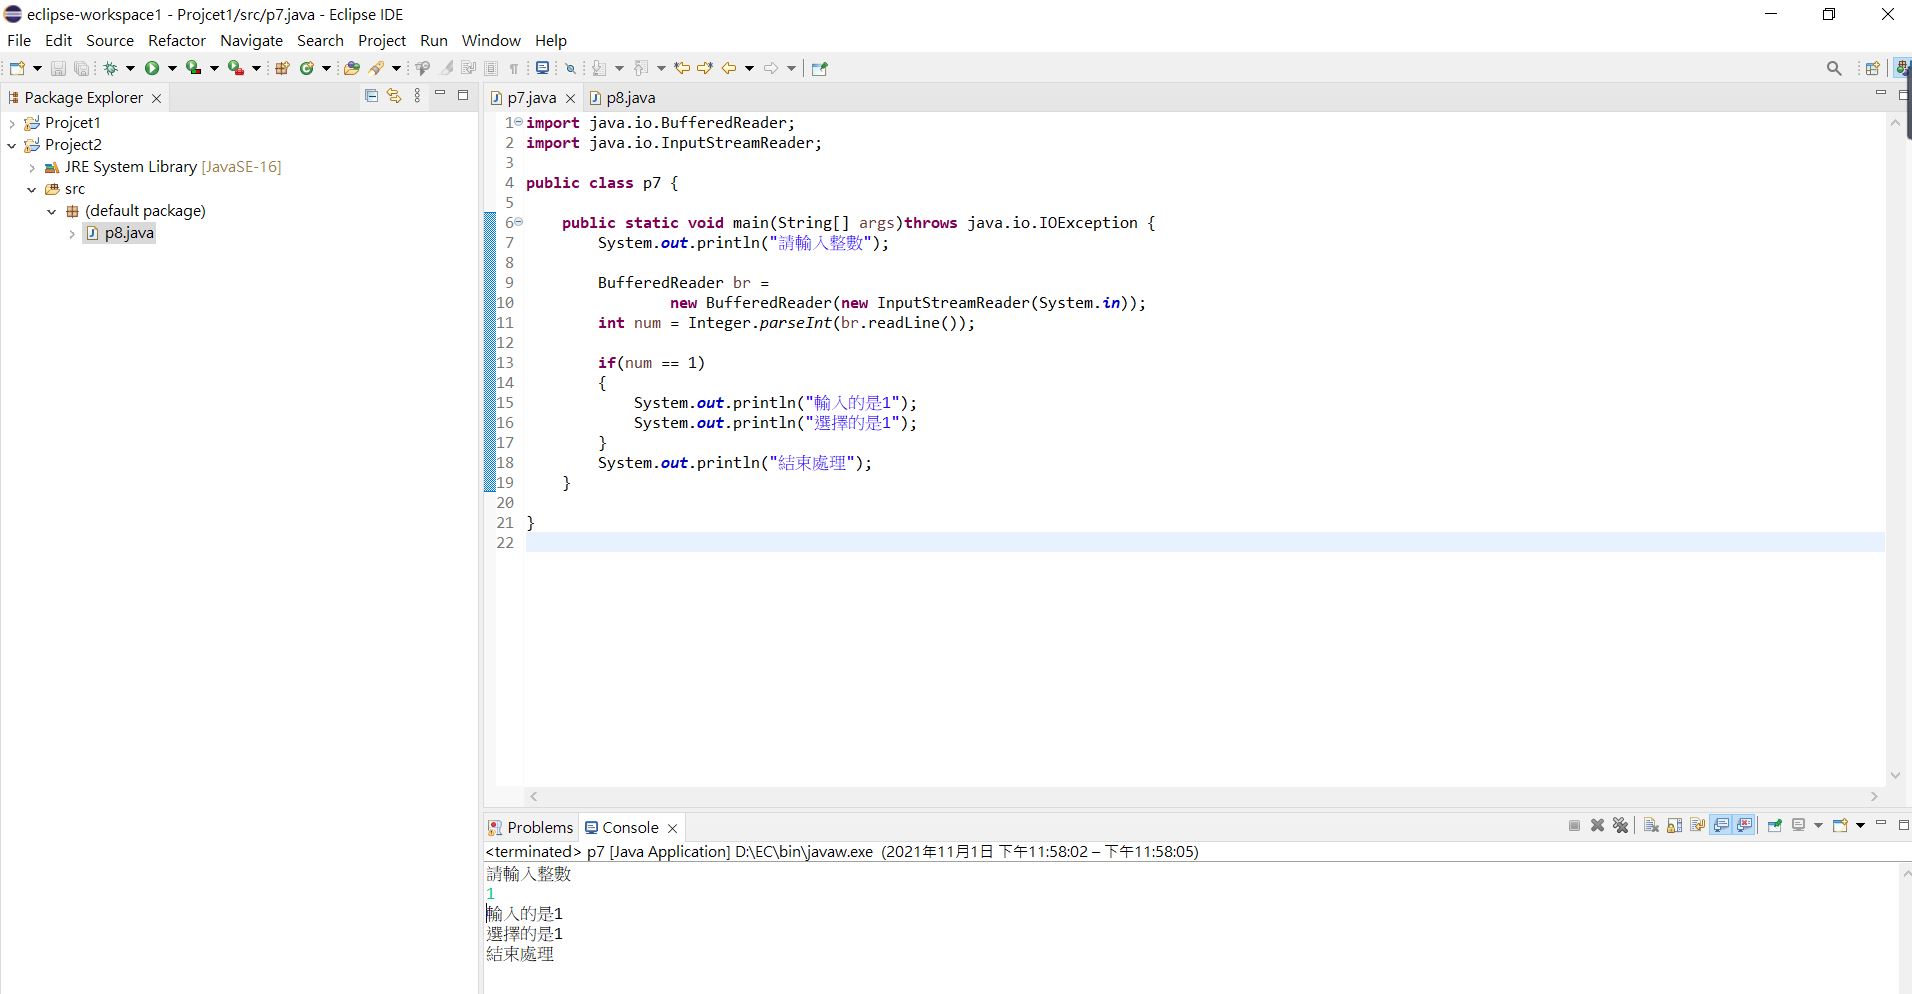 eclipse-workspace1 - Projcet1/src/p7.java - Eclipse IDE
File Edit Source Refactor Navigate Search Project Run Window Help
Package Explorer
Projcet1
Project2
JRE System Library [JavaSE-16]
src
(default package)
p8.java
p7.java p8.java
1 import java.io.BufferedReader;
2 import java.io.InputStreamReader;
3
4 public class p7 {
5
6 public static void main(String[] args)throws java.io.IOException {
7 System.out.println("請輸入整數");
8
9 BufferedReader br =
10 new BufferedReader(new InputStreamReader(System.in));
11 int num = Integer.parseInt(br.readLine());
12
13 if(num == 1)
14 {
15 System.out.println("輸入的是1");
16 System.out.println("選擇的是1");
17 }
18 System.out.println("結束處理");
19 }
20
21 }
22
Problems Console
<terminated> p7 [Java Application] D:\EC\bin\javaw.exe (2021年11月1日 下午11:58:02 – 下午11:58:05)
請輸入整數
1
輸入的是1
選擇的是1
結束處理